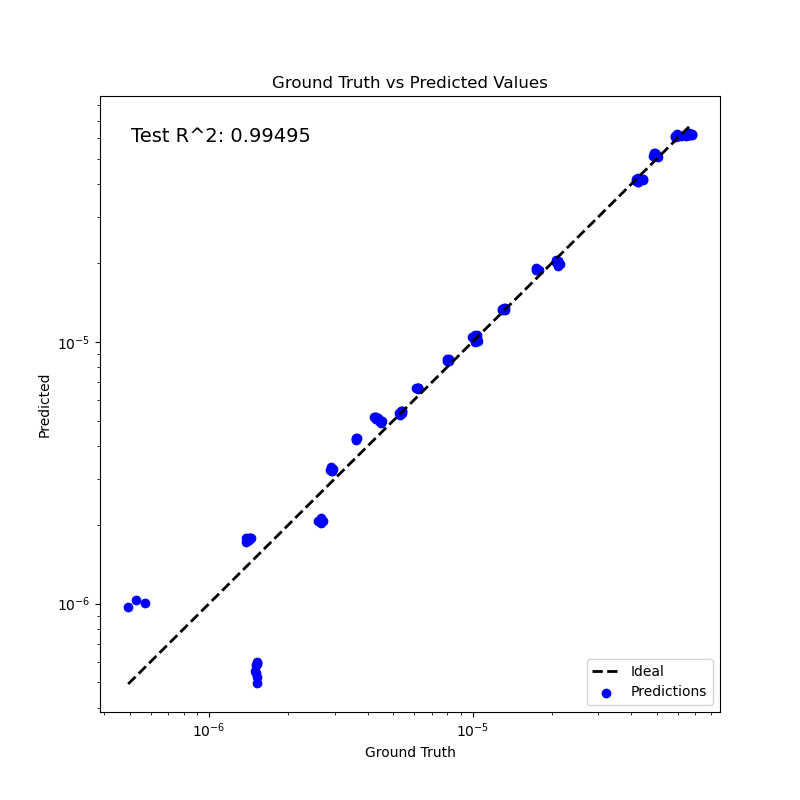 Ground Truth vs Predicted Values
Test R^2: 0.99495
Predicted
10⁻⁵
10⁻⁶
10⁻⁶
10⁻⁵
Ground Truth
Ideal
Predictions